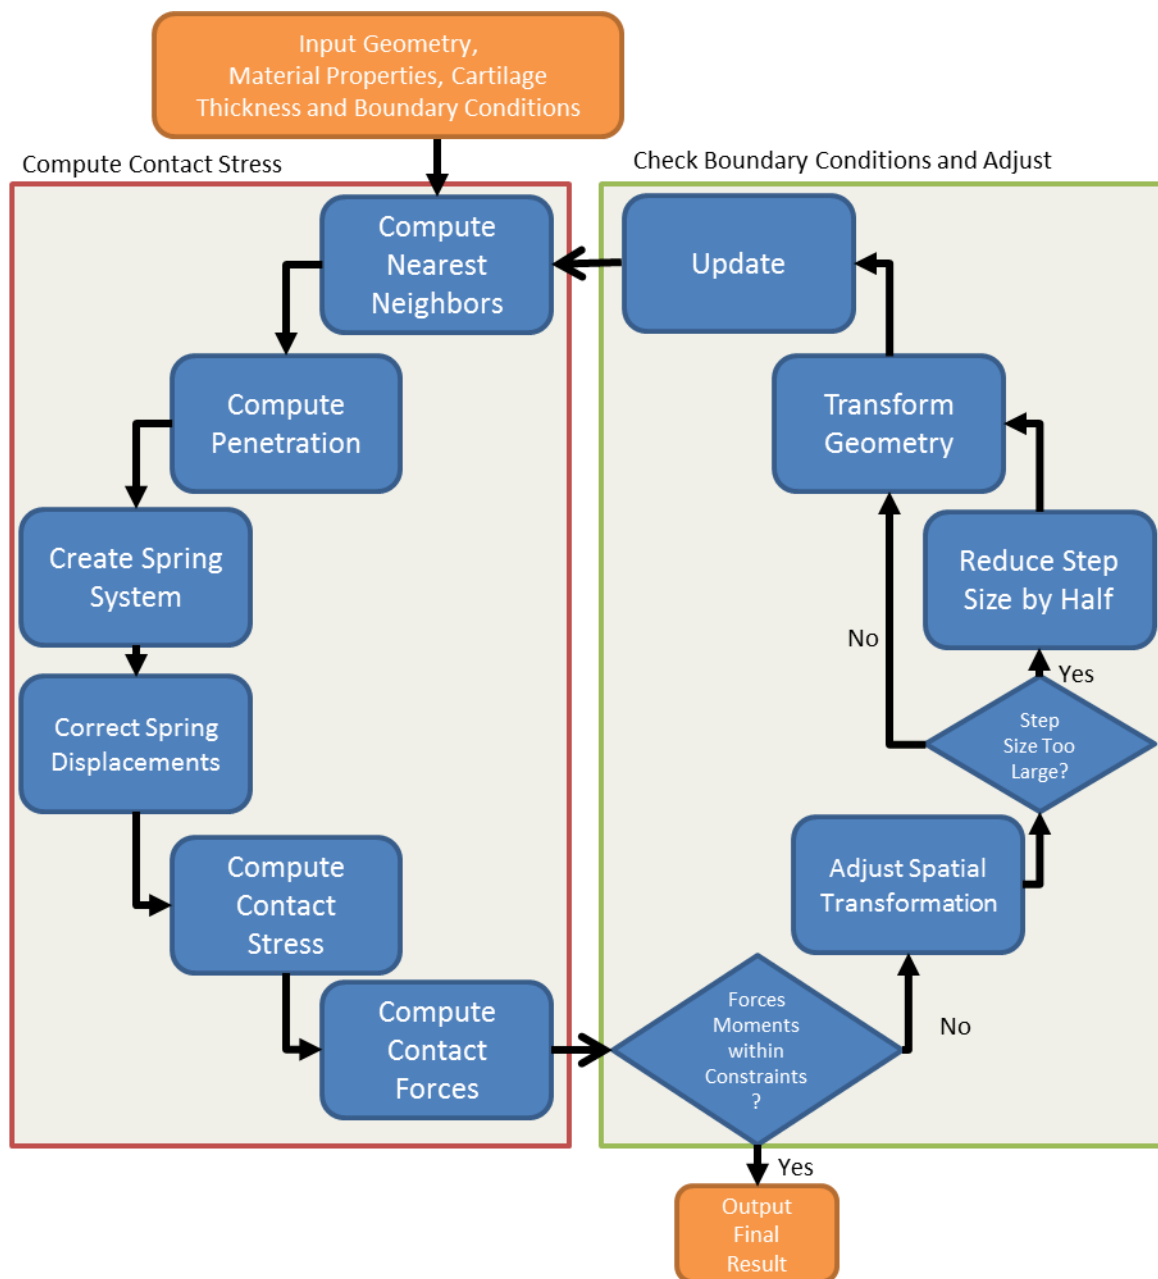 Input Geometry,
Material Properties, Cartilage
Thickness and Boundary Conditions
Compute Contact Stress
Compute
Nearest
Neighbors
Compute
Penetration
Create Spring
System
Correct Spring
Displacements
Compute
Contact
Stress
Compute
Contact
Forces
Check Boundary Conditions and Adjust
Update
Transform
Geometry
Reduce Step
Size by Half
No
Yes
Step
Size Too
Large?
Adjust Spatial
Transformation
Forces
Moments
within
Constraints
?
No
Yes
Output
Final
Result